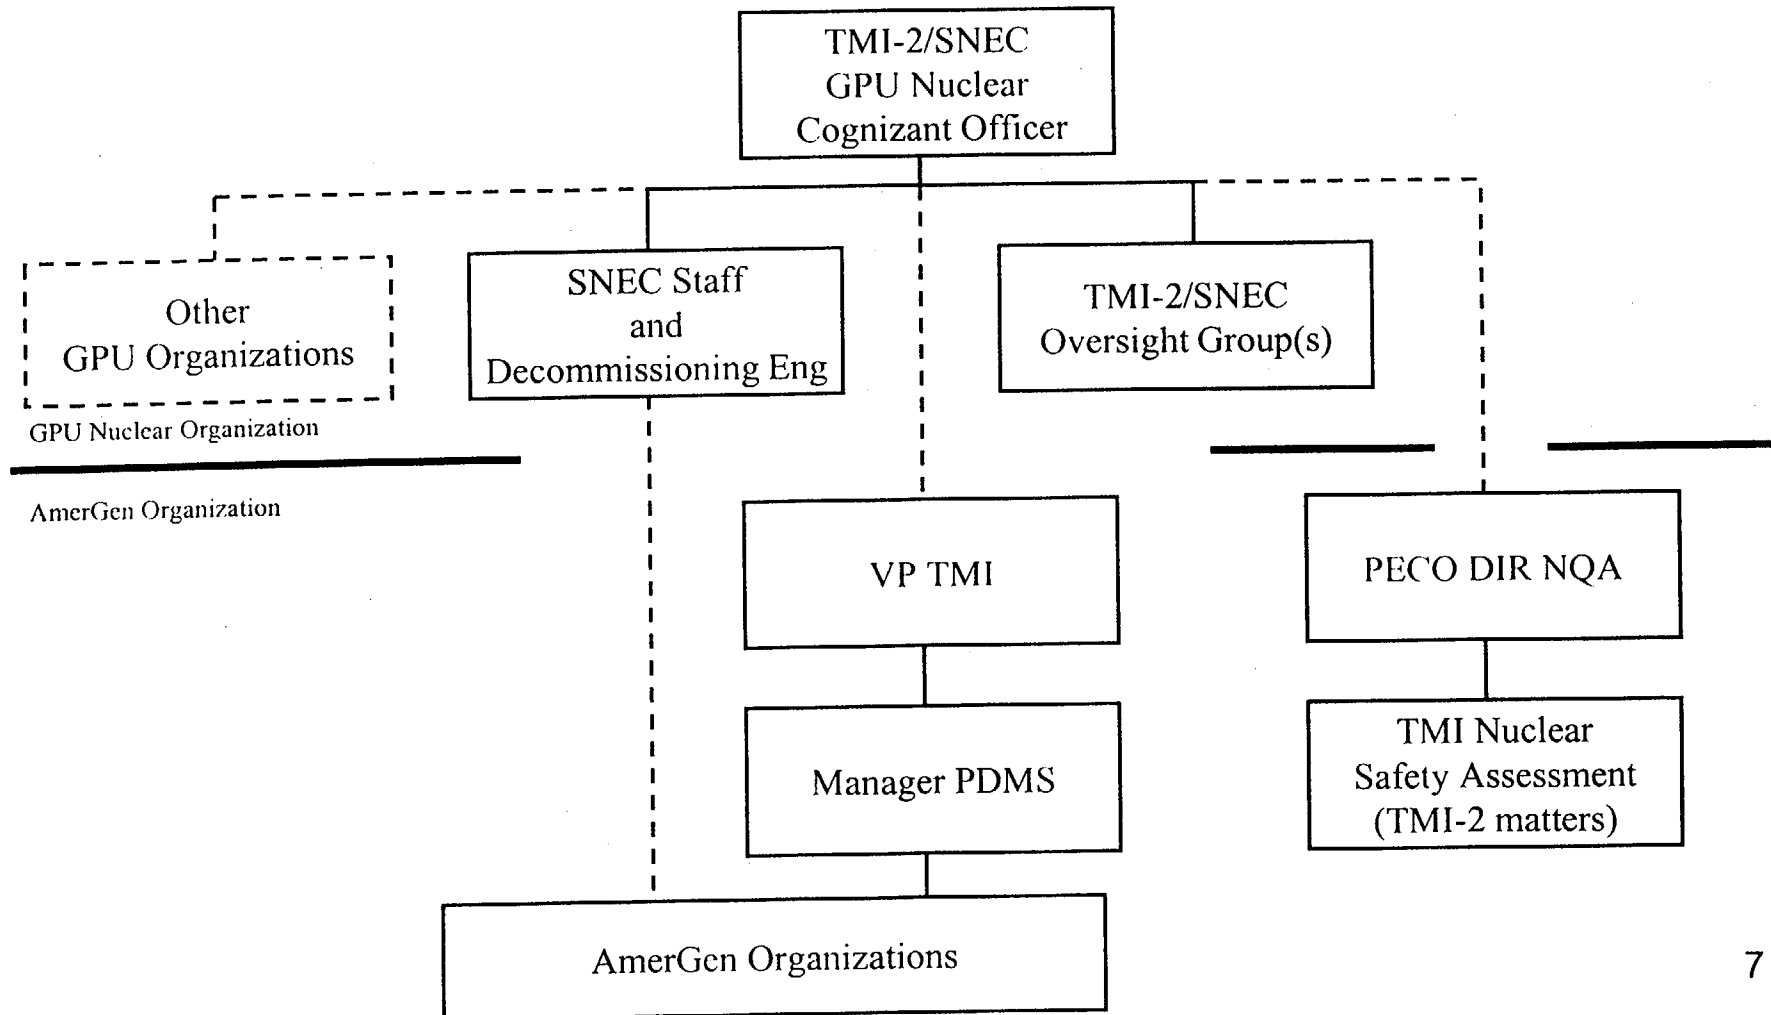 TMI-2/SNEC
GPU Nuclear
Cognizant Officer
Other
GPU Organizations
SNEC Staff
and
Decommissioning Eng
TMI-2/SNEC
Oversight Group(s)
GPU Nuclear Organization
AmerGen Organization
VP TMI
PECO DIR NQA
Manager PDMS
TMI Nuclear
Safety Assessment
(TMI-2 matters)
AmerGen Organizations
7